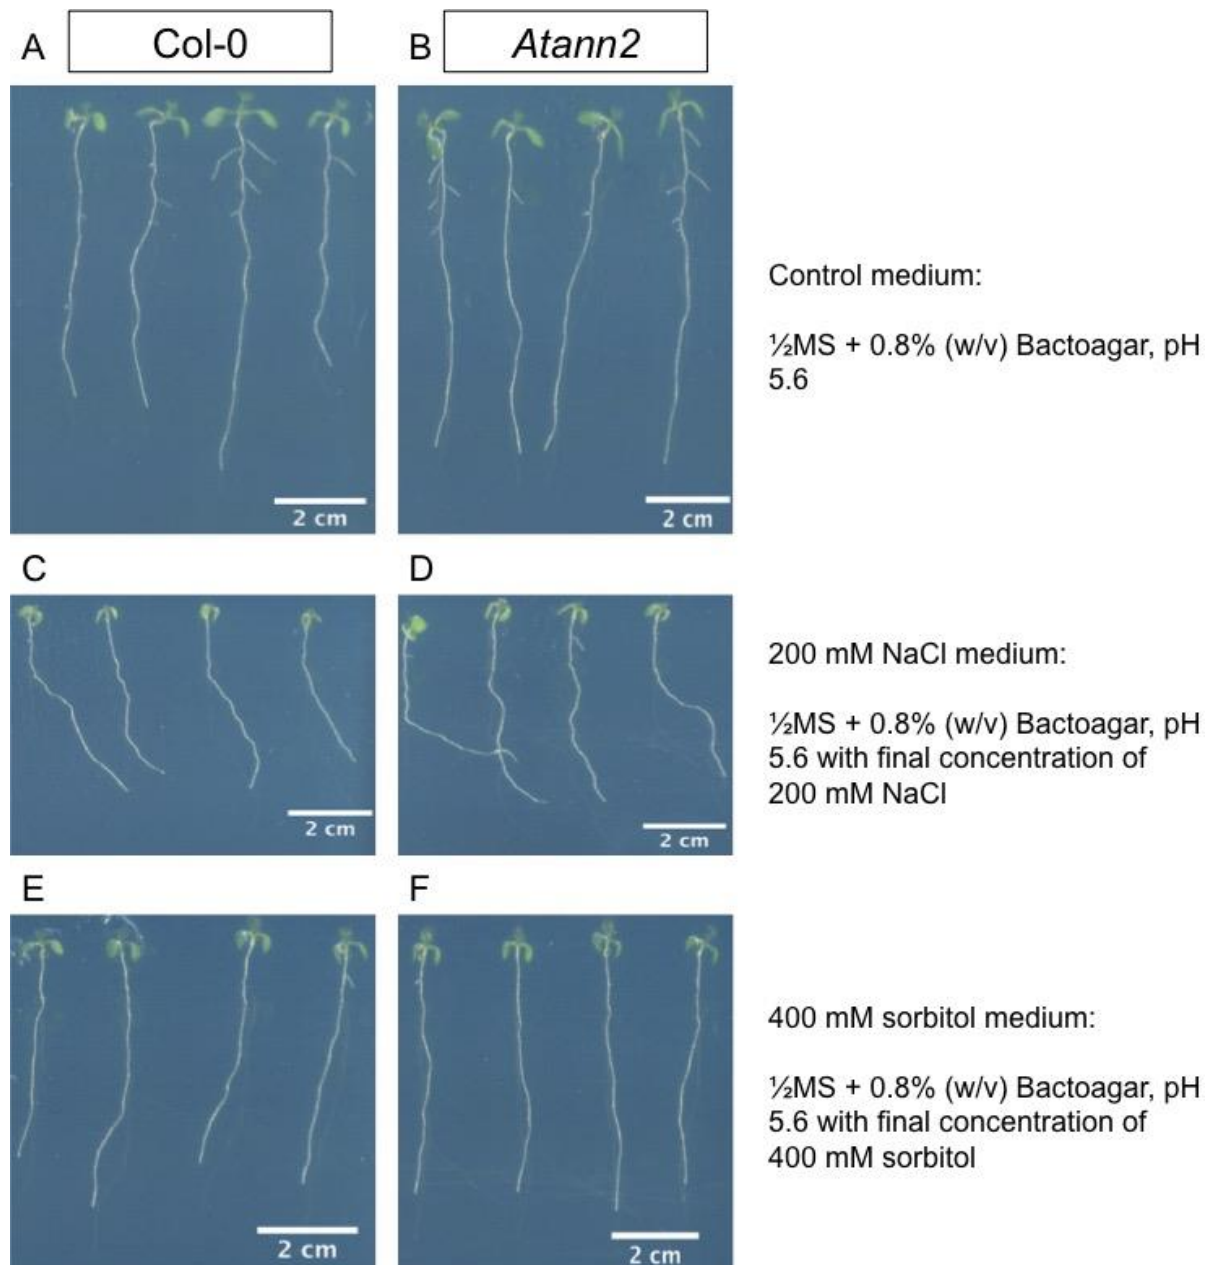 A
Col-0
B
Atann2
2 cm
2 cm
Control medium:
½MS + 0.8% (w/v) Bactoagar, pH
5.6
C
D
2 cm
2 cm
200 mM NaCl medium:
½MS + 0.8% (w/v) Bactoagar, pH
5.6 with final concentration of
200 mM NaCl
E
F
2 cm
2 cm
400 mM sorbitol medium:
½MS + 0.8% (w/v) Bactoagar, pH
5.6 with final concentration of
400 mM sorbitol